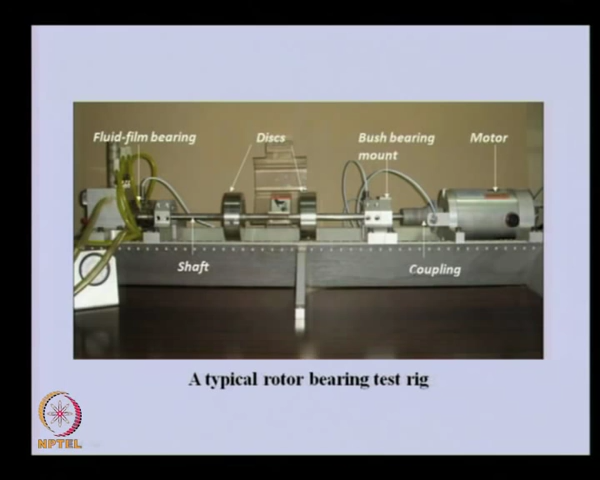 Fluid-film bearing
Discs
Bush bearing
mount
Motor
Shaft
Coupling
A typical rotor bearing test rig
NPTEL